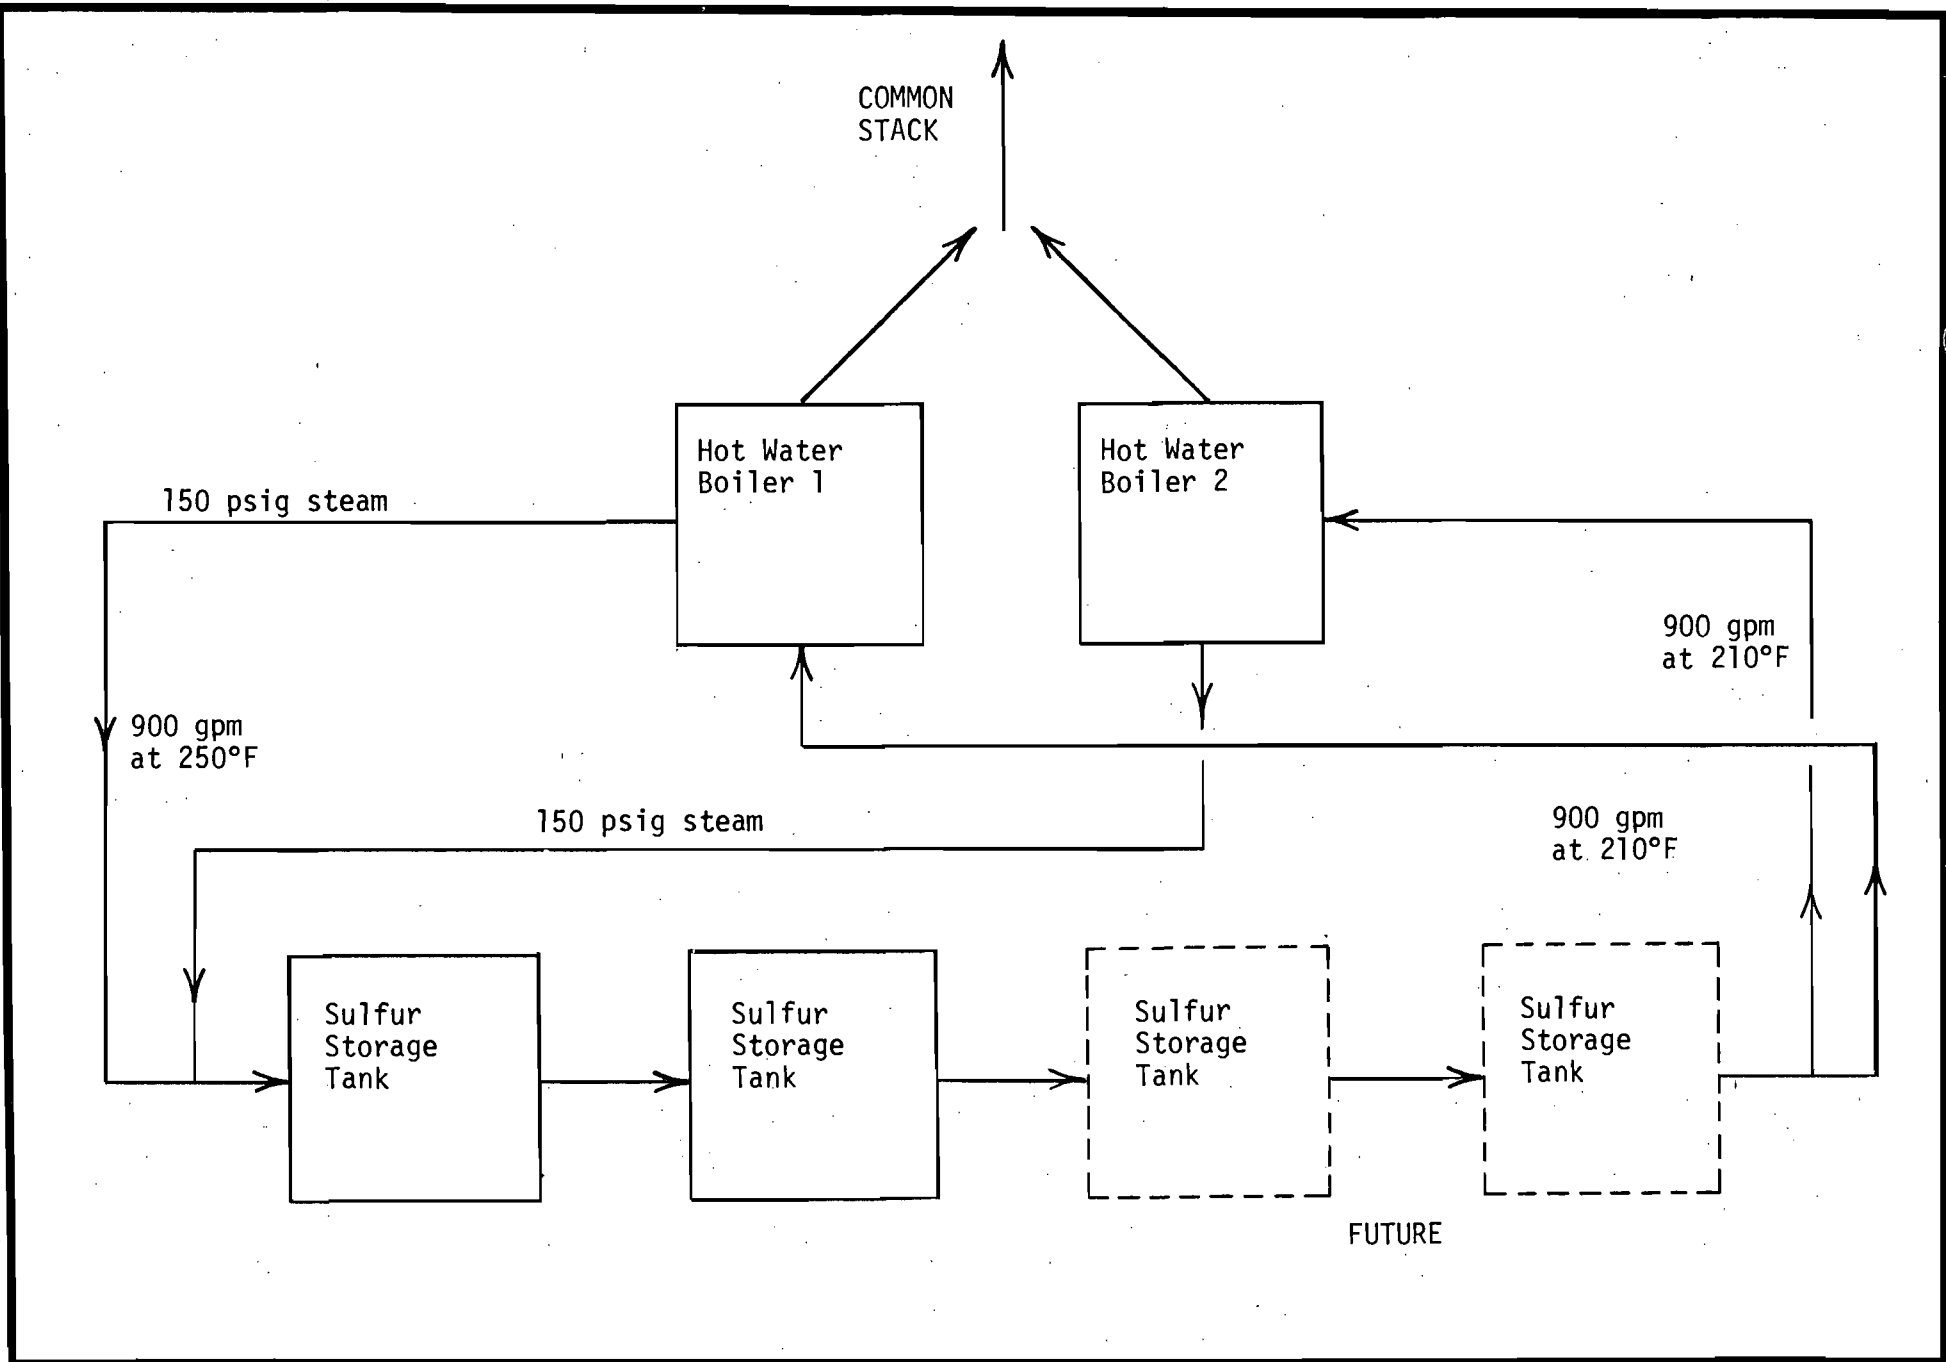 COMMON
STACK
Hot Water
Boiler 1
Hot Water
Boiler 2
150 psig steam
900 gpm
at 210°F
900 gpm
at 250°F
150 psig steam
900 gpm
at 210°F
Sulfur
Storage
Tank
Sulfur
Storage
Tank
Sulfur
Storage
Tank
Sulfur
Storage
Tank
FUTURE